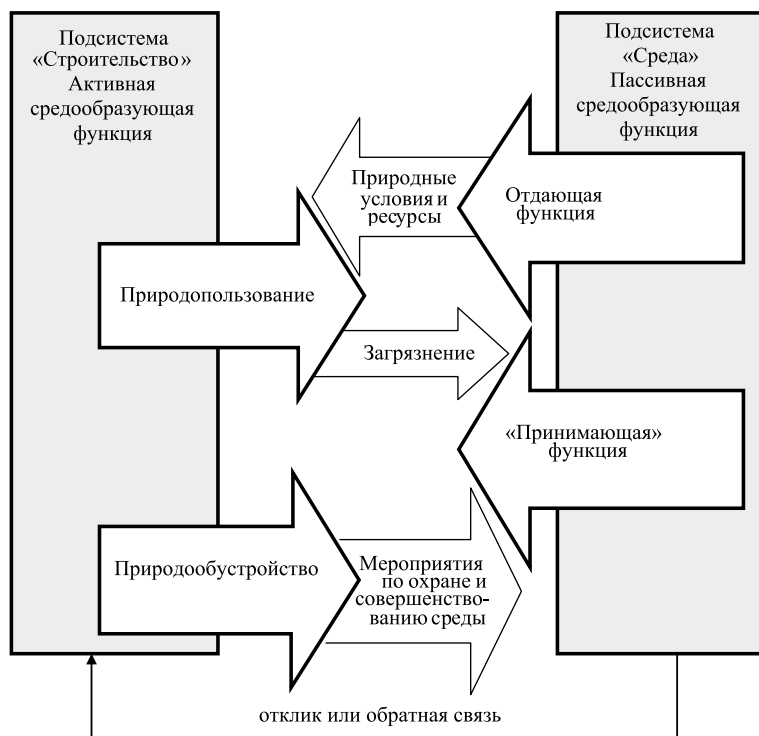 Подсистема
«Строительство»
Активная
средообразующая
функция
Подсистема
«Среда»
Пассивная
средообразующая
функция
Природные
условия и
ресурсы
Отдающая
функция
Природопользование
Загрязнение
«Принимающая»
функция
Природообустройство
Мероприятия
по охране и
совершенство-
ванию среды
отклик или обратная связь